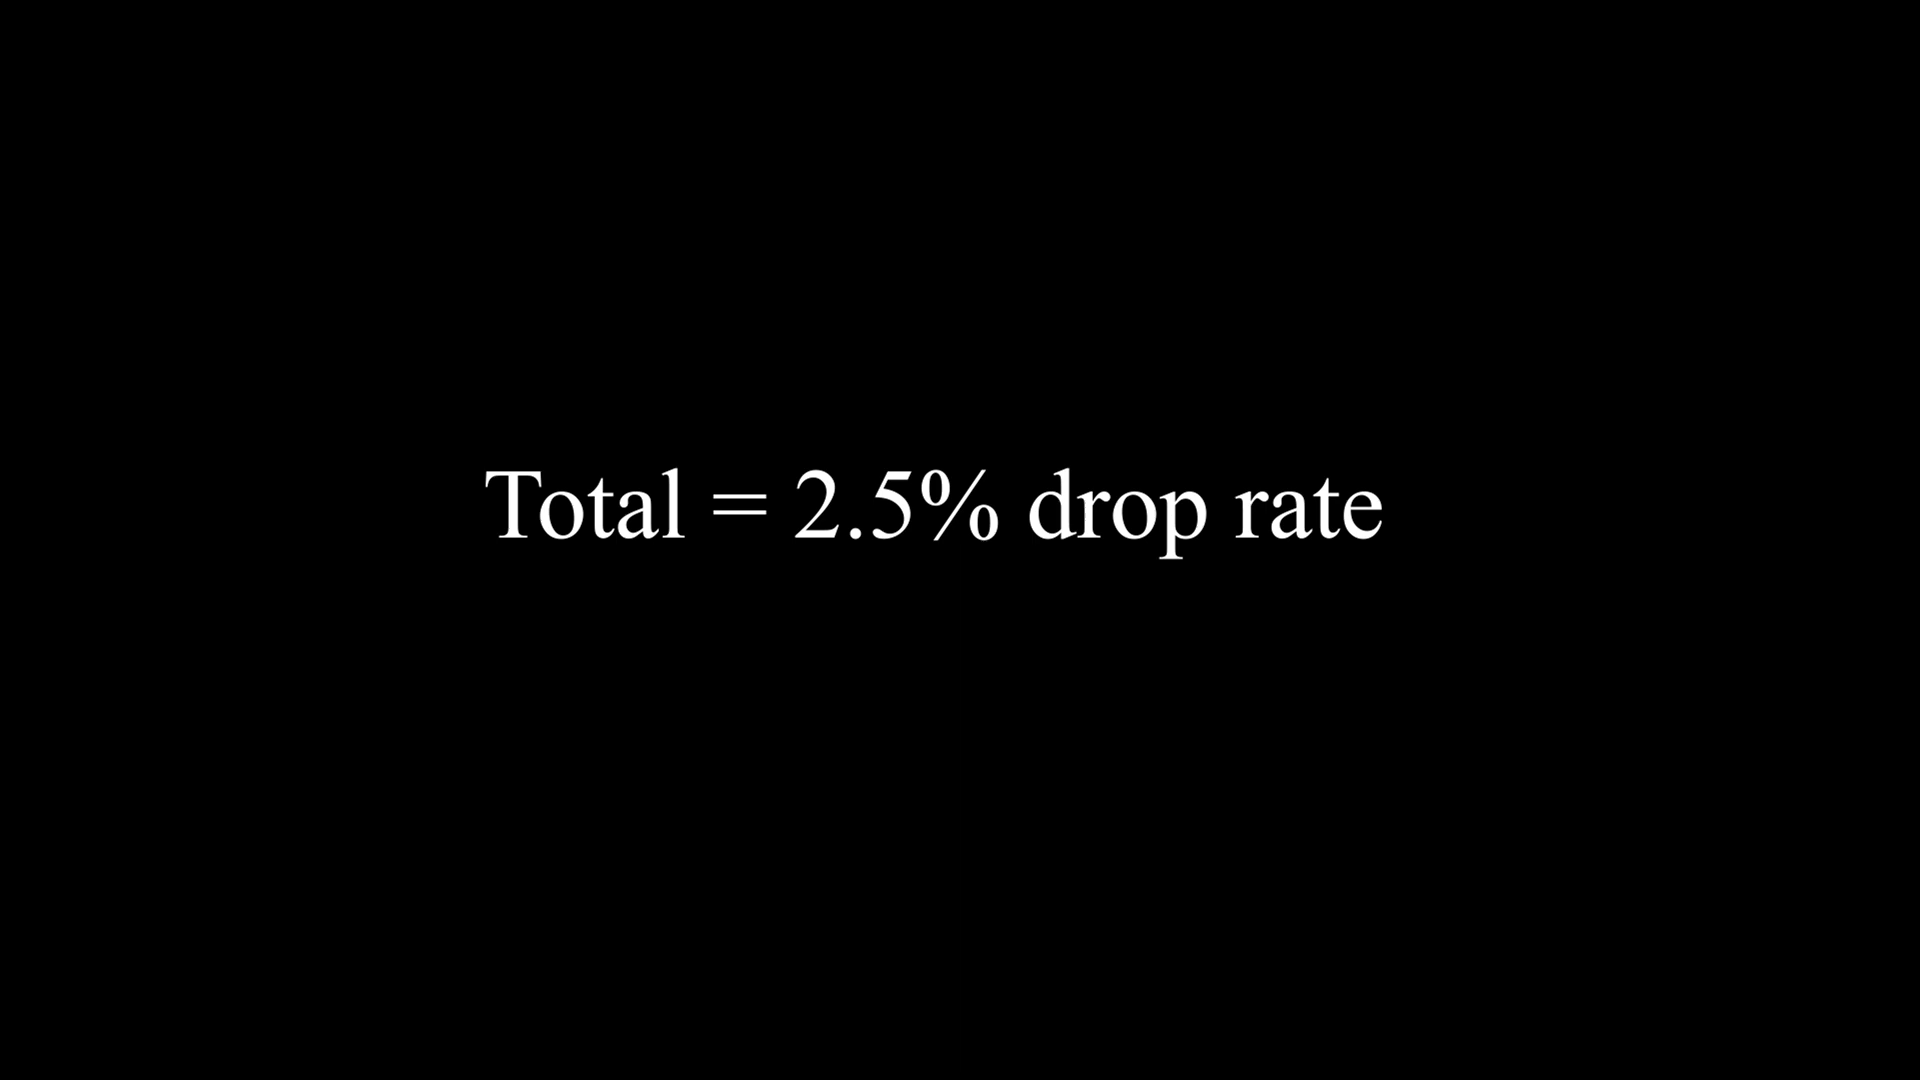 Total = 2.5% drop rate